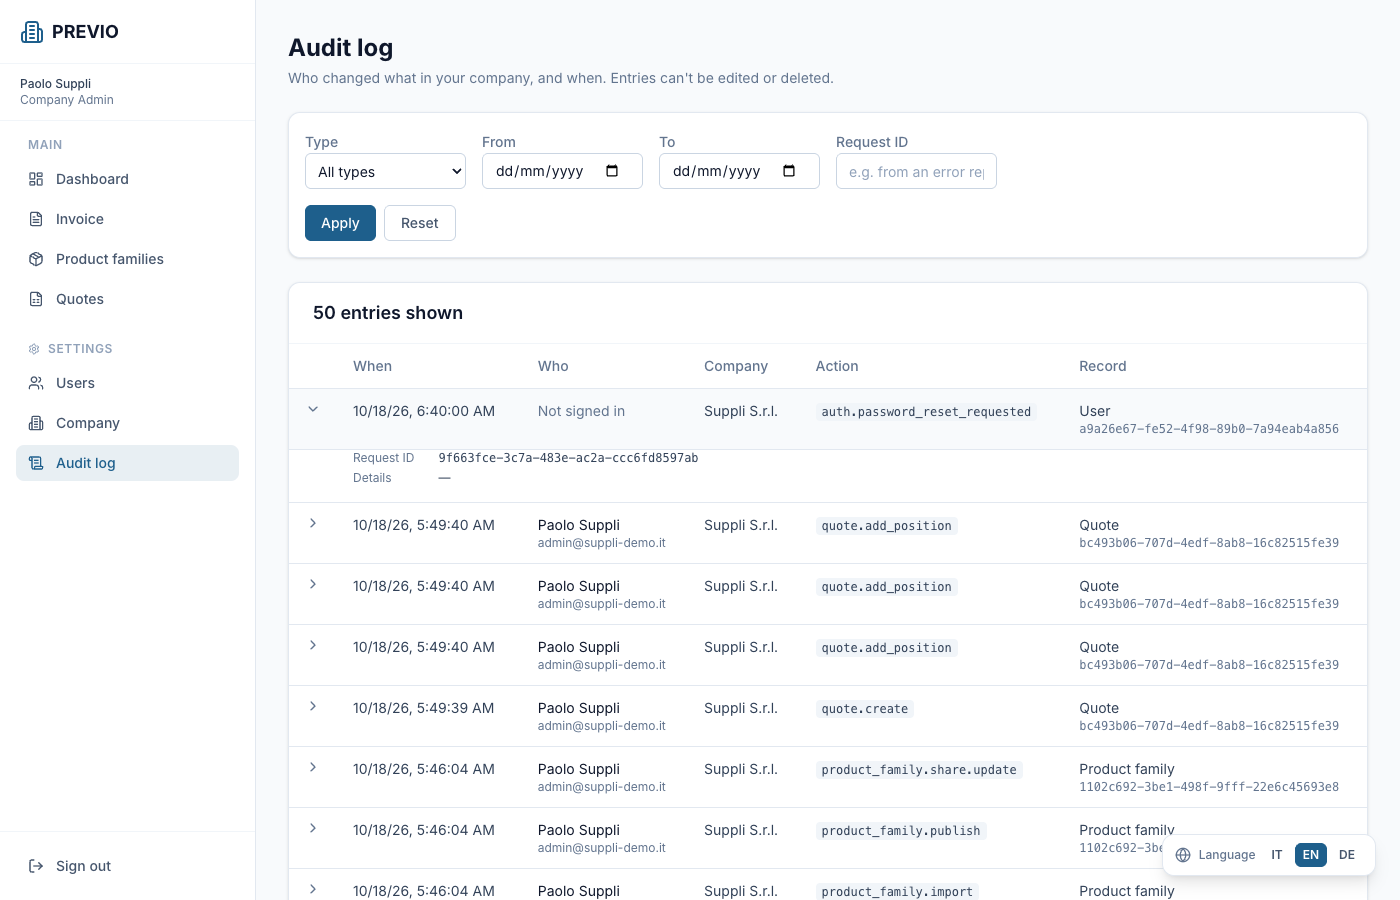 PREVIO
Paolo Suppli
Company Admin
MAIN
Dashboard
Invoice
Product families
Quotes
SETTINGS
Users
Company
Audit log
Sign out
Audit log
Who changed what in your company, and when. Entries can't be edited or deleted.
Type From To Request ID
All types dd/mm/yyyy dd/mm/yyyy e.g. from an error rep
Apply Reset
50 entries shown
When Who Company Action Record
10/18/26, 6:40:00 AM Not signed in Suppli S.r.l. auth.password_reset_requested User
a9a26e67-fe52-4f98-89b0-7a94eab4a856
Request ID 9f663fce-3c7a-483e-ac2a-ccc6fd8597ab
Details —
10/18/26, 5:49:40 AM Paolo Suppli Suppli S.r.l. quote.add_position Quote
admin@suppli-demo.it bc493b06-707d-4edf-8ab8-16c82515fe39
10/18/26, 5:49:40 AM Paolo Suppli Suppli S.r.l. quote.add_position Quote
admin@suppli-demo.it bc493b06-707d-4edf-8ab8-16c82515fe39
10/18/26, 5:49:40 AM Paolo Suppli Suppli S.r.l. quote.add_position Quote
admin@suppli-demo.it bc493b06-707d-4edf-8ab8-16c82515fe39
10/18/26, 5:49:39 AM Paolo Suppli Suppli S.r.l. quote.create Quote
admin@suppli-demo.it bc493b06-707d-4edf-8ab8-16c82515fe39
10/18/26, 5:46:04 AM Paolo Suppli Suppli S.r.l. product_family.share.update Product family
admin@suppli-demo.it 1102c692-3be1-498f-9fff-22e6c45693e8
10/18/26, 5:46:04 AM Paolo Suppli Suppli S.r.l. product_family.publish Product family
admin@suppli-demo.it 1102c692-3be
10/18/26, 5:46:04 AM Paolo Suppli Suppli S.r.l. product_family.import Product family
Language IT EN DE